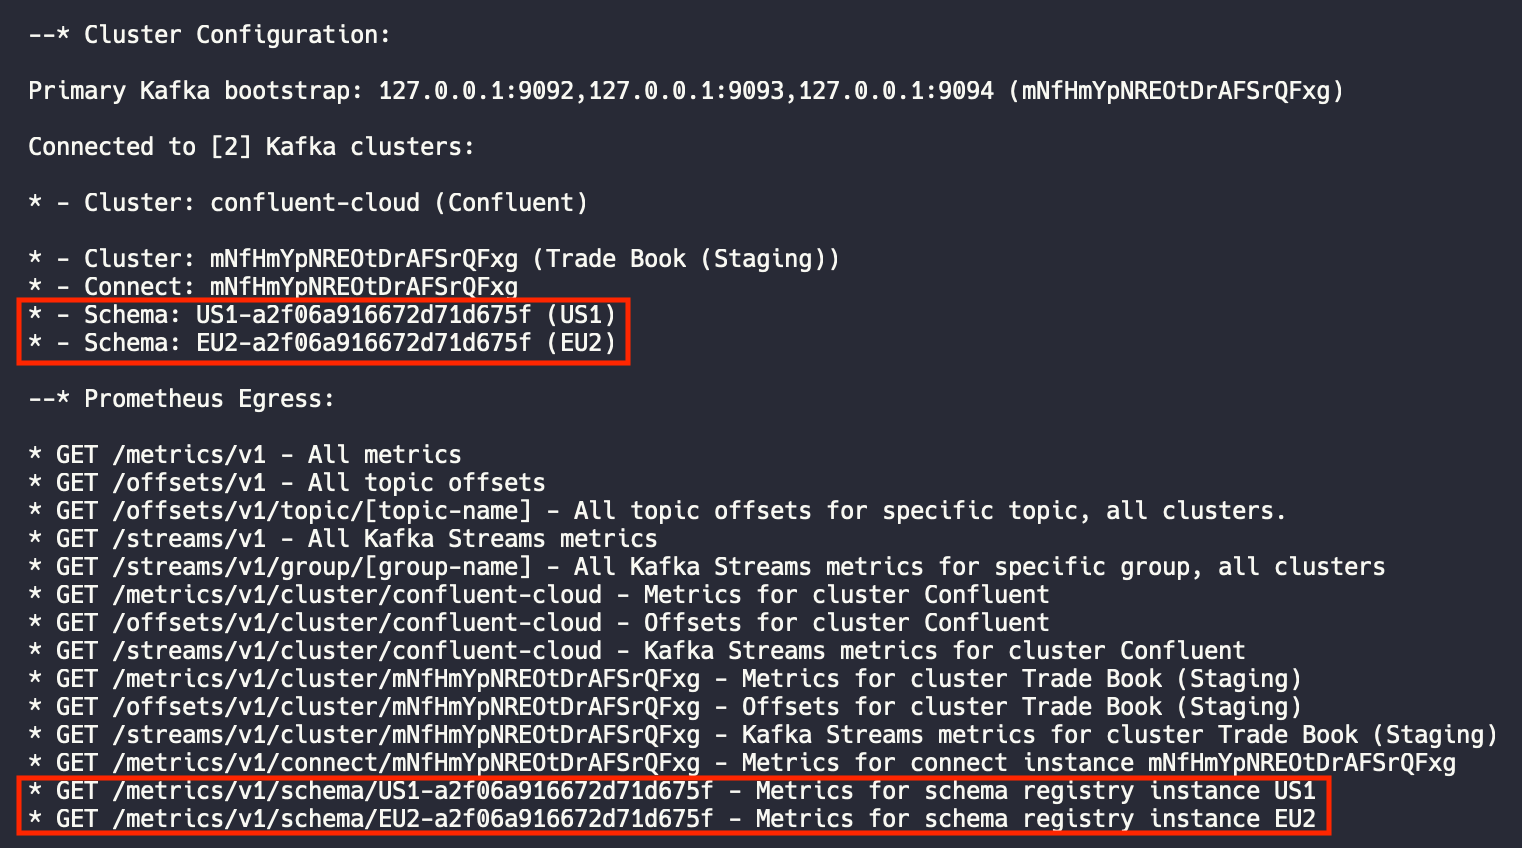 --* Cluster Configuration:
Primary Kafka bootstrap: 127.0.0.1:9092,127.0.0.1:9093,127.0.0.1:9094 (mNfHmYpNREOtDrAFSrQFxg)
Connected to [2] Kafka clusters:
* - Cluster: confluent-cloud (Confluent)
* - Cluster: mNfHmYpNREOtDrAFSrQFxg (Trade Book (Staging))
* - Connect: mNfHmYpNREOtDrAFSrQFxg
* - Schema: US1-a2f06a916672d71d675f (US1)
* - Schema: EU2-a2f06a916672d71d675f (EU2)
--* Prometheus Egress:
* GET /metrics/v1 - All metrics
* GET /offsets/v1 - All topic offsets
* GET /offsets/v1/topic/[topic-name] - All topic offsets for specific topic, all clusters.
* GET /streams/v1 - All Kafka Streams metrics
* GET /streams/v1/group/[group-name] - All Kafka Streams metrics for specific group, all clusters
* GET /metrics/v1/cluster/confluent-cloud - Metrics for cluster Confluent
* GET /offsets/v1/cluster/confluent-cloud - Offsets for cluster Confluent
* GET /streams/v1/cluster/confluent-cloud - Kafka Streams metrics for cluster Confluent
* GET /metrics/v1/cluster/mNfHmYpNREOtDrAFSrQFxg - Metrics for cluster Trade Book (Staging)
* GET /offsets/v1/cluster/mNfHmYpNREOtDrAFSrQFxg - Offsets for cluster Trade Book (Staging)
* GET /streams/v1/cluster/mNfHmYpNREOtDrAFSrQFxg - Kafka Streams metrics for cluster Trade Book (Staging)
* GET /metrics/v1/connect/mNfHmYpNREOtDrAFSrQFxg - Metrics for connect instance mNfHmYpNREOtDrAFSrQFxg
* GET /metrics/v1/schema/US1-a2f06a916672d71d675f - Metrics for schema registry instance US1
* GET /metrics/v1/schema/EU2-a2f06a916672d71d675f - Metrics for schema registry instance EU2